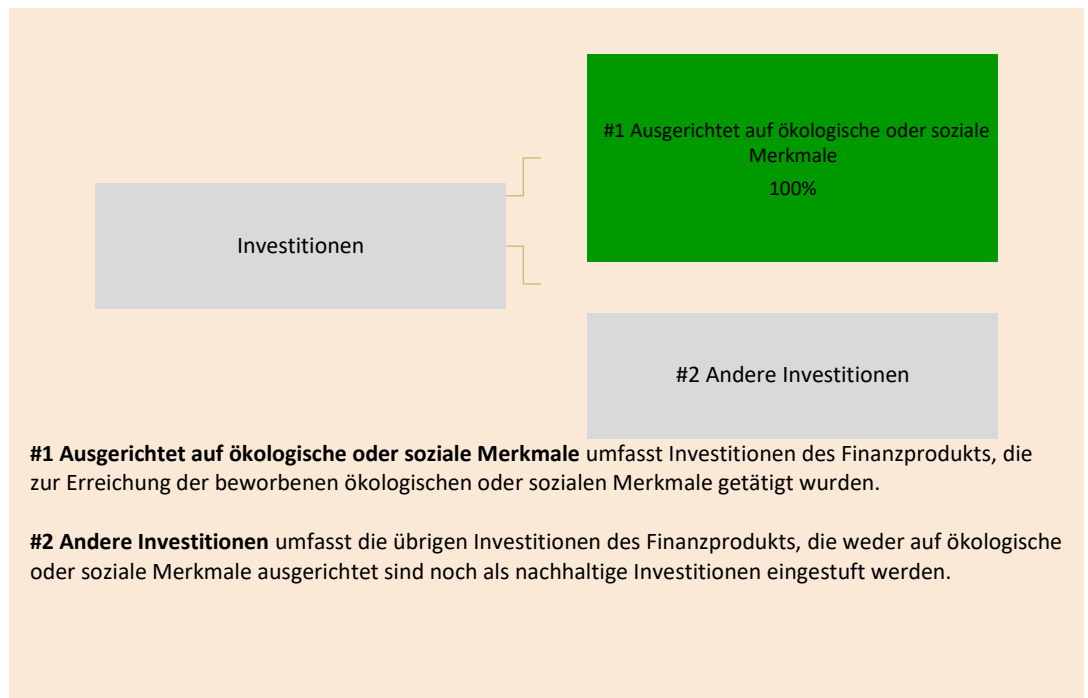 #1 Ausgerichtet auf ökologische oder soziale
Merkmale
100%
Investitionen
#2 Andere Investitionen
#1 Ausgerichtet auf ökologische oder soziale Merkmale umfasst Investitionen des Finanzprodukts, die
zur Erreichung der beworbenen ökologischen oder sozialen Merkmale getätigt wurden.
#2 Andere Investitionen umfasst die übrigen Investitionen des Finanzprodukts, die weder auf ökologische
oder soziale Merkmale ausgerichtet sind noch als nachhaltige Investitionen eingestuft werden.